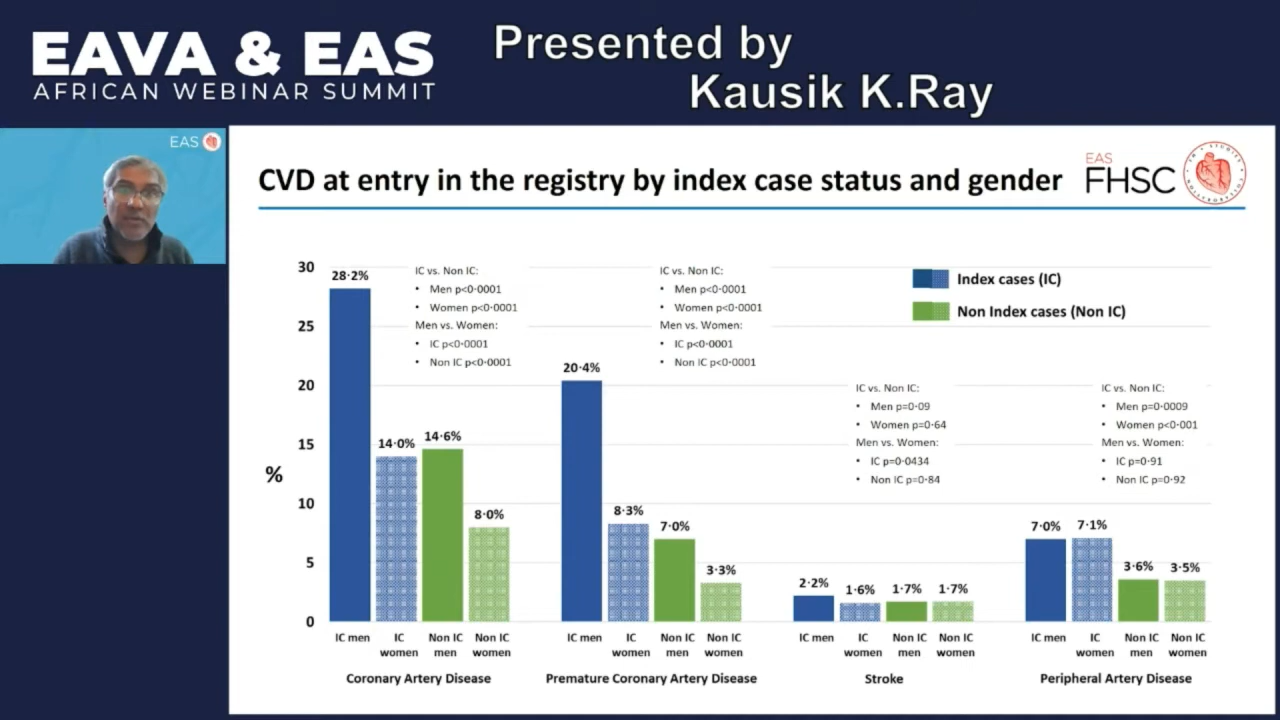 EAVA & EAS
AFRICAN WEBINAR SUMMIT
Presented by
Kausik K.Ray
EAS
CVD at entry in the registry by index case status and gender
EAS
FHSC
30
25
20
15
10
5
0
%
28·2%
14·0%
14·6%
8·0%
IC vs. Non IC:
• Men p<0·0001
• Women p<0·0001
Men vs. Women:
• IC p<0·0001
• Non IC p<0·0001
20·4%
8·3%
7·0%
3·3%
IC vs. Non IC:
• Men p<0·0001
• Women p<0·0001
Men vs. Women:
• IC p<0·0001
• Non IC p<0·0001
Index cases (IC)
Non Index cases (Non IC)
2·2%
1·6%
1·7%
1·7%
IC vs. Non IC:
• Men p=0·09
• Women p=0·64
Men vs. Women:
• IC p=0·0434
• Non IC p=0·84
7·0%
7·1%
3·6%
3·5%
IC vs. Non IC:
• Men p=0·0009
• Women p<0·001
Men vs. Women:
• IC p=0·91
• Non IC p=0·92
IC men
IC
women
Non IC
men
Non IC
women
IC men
IC
women
Non IC
men
Non IC
women
IC men
IC
women
Non IC
men
Non IC
women
IC men
IC
women
Non IC
men
Non IC
women
Coronary Artery Disease
Premature Coronary Artery Disease
Stroke
Peripheral Artery Disease